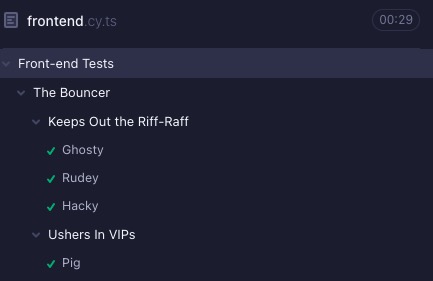 frontend.cy.ts 00:29
Front-end Tests
The Bouncer
Keeps Out the Riff-Raff
Ghosty
Rudey
Hacky
Ushers In VIPs
Pig